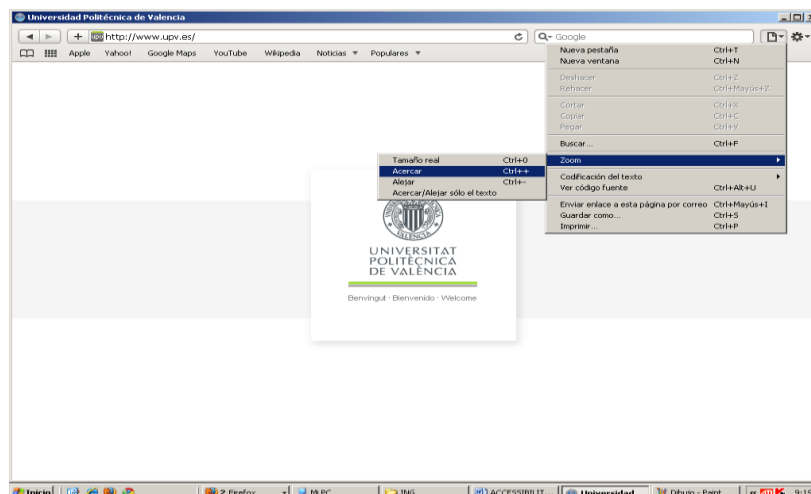 Universidad Politécnica de Valencia
http://www.upv.es/
Google
Apple Yahoo! Google Maps YouTube Wikipedia Noticias Populares
Nueva pestaña Ctrl+T
Nueva ventana Ctrl+N
Deshacer Ctrl+Z
Rehacer Ctrl+Mayús+Z
Cortar Ctrl+X
Copiar Ctrl+C
Pegar Ctrl+V
Buscar... Ctrl+F
Zoom
Tamaño real Ctrl+0
Acercar Ctrl++
Alejar Ctrl+-
Acercar/Alejar sólo el texto
Codificación del texto
Ver código fuente Ctrl+Alt+U
Enviar enlace a esta página por correo Ctrl+Mayús+I
Guardar como... Ctrl+S
Imprimir... Ctrl+P
UNIVERSITAT
POLITÈCNICA
DE VALÈNCIA
Benvingut · Bienvenido · Welcome
Inicio 2 Firefox Mi PC ING ACCESSIBILIT... Universidad ... Dibujo - Paint